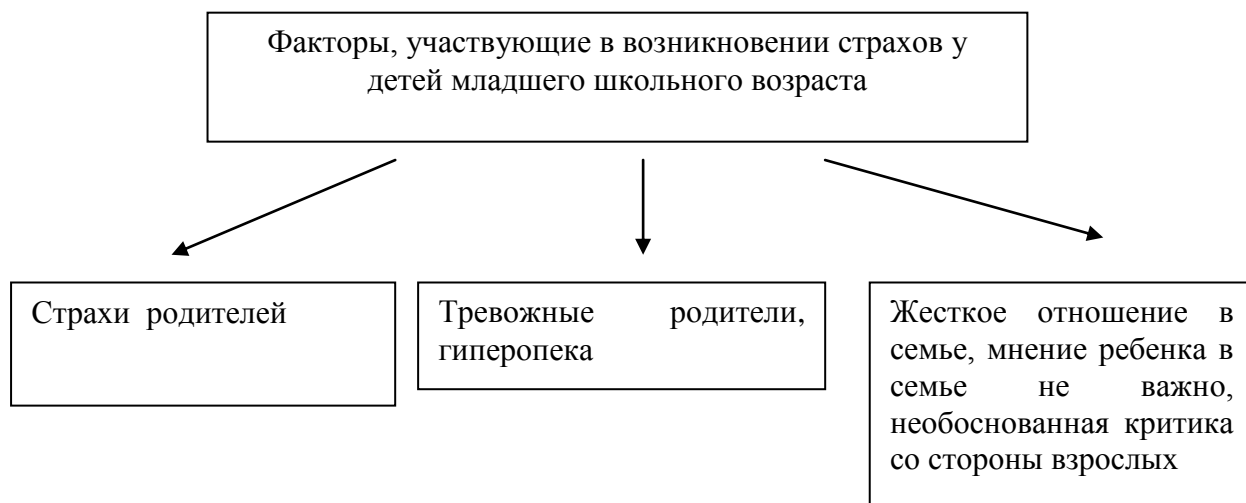 Факторы, участвующие в возникновении страхов у
детей младшего школьного возраста
Страхи родителей
Тревожные родители,
гиперопека
Жесткое отношение в
семье, мнение ребенка в
семье не важно,
необоснованная критика
со стороны взрослых